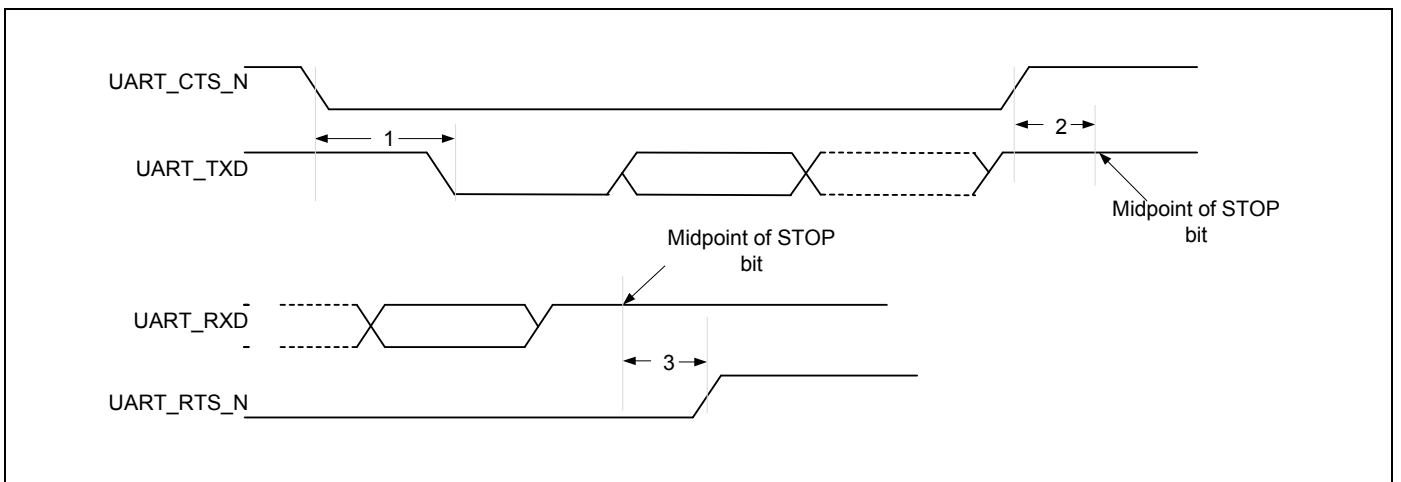 UART_CTS_N
1
2
UART_TXD
Midpoint of STOP
bit
Midpoint of STOP
bit
UART_RXD
3
UART_RTS_N